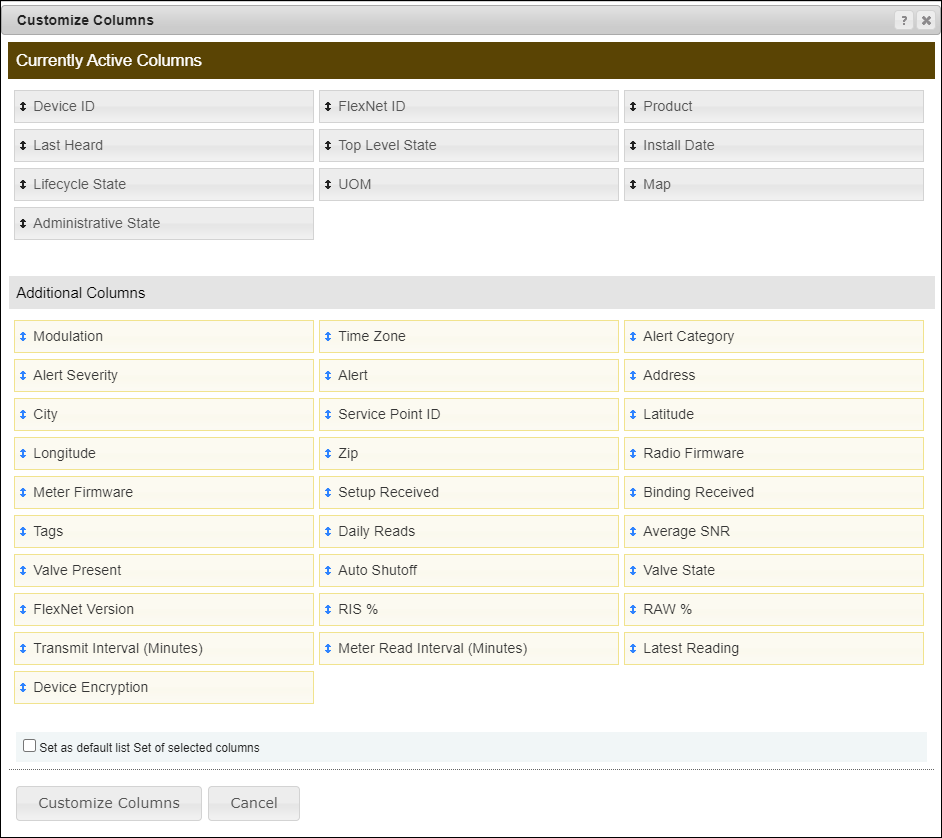 Customize Columns ?
Currently Active Columns
Device ID FlexNet ID Product
Last Heard Top Level State Install Date
Lifecycle State UOM Map
Administrative State
Additional Columns
Modulation Time Zone Alert Category
Alert Severity Alert Address
City Service Point ID Latitude
Longitude Zip Radio Firmware
Meter Firmware Setup Received Binding Received
Tags Daily Reads Average SNR
Valve Present Auto Shutoff Valve State
FlexNet Version RIS % RAW %
Transmit Interval (Minutes) Meter Read Interval (Minutes) Latest Reading
Device Encryption
Set as default list Set of selected columns
Customize Columns Cancel